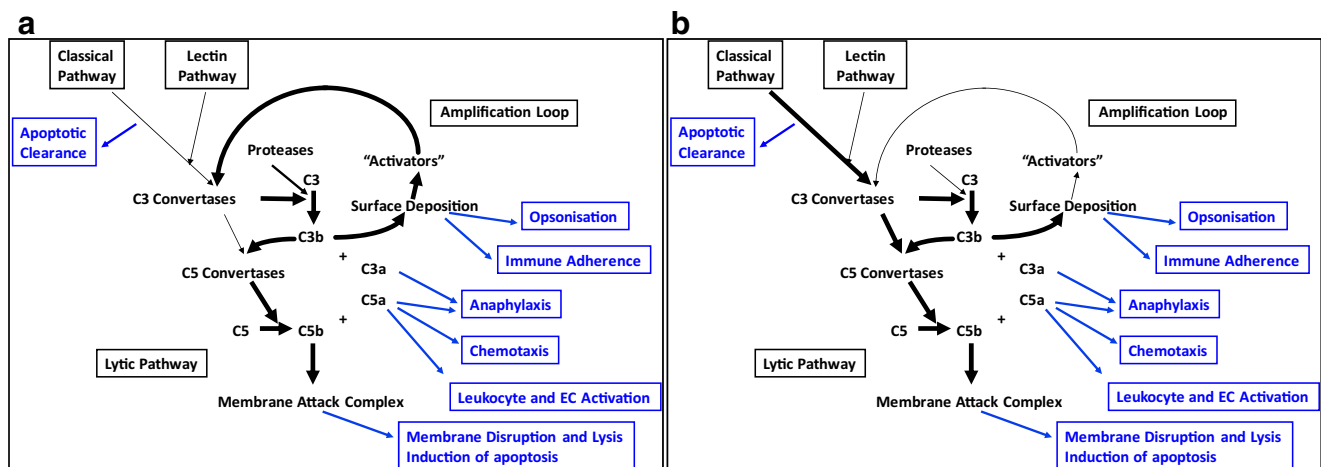 a
Classical
Pathway
Lectin
Pathway
Amplification Loop
Apoptotic
Clearance
Proteases
"Activators"
C3
C3 Convertases
Surface Deposition
Opsonisation
C3b
+
Immune Adherence
C5 Convertases
C3a
Anaphylaxis
C5a
+
C5
C5b
Chemotaxis
Lytic Pathway
Leukocyte and EC Activation
Membrane Attack Complex
Membrane Disruption and Lysis
Induction of apoptosis
b
Classical
Pathway
Lectin
Pathway
Amplification Loop
Apoptotic
Clearance
Proteases
"Activators"
C3
C3 Convertases
Surface Deposition
Opsonisation
C3b
+
Immune Adherence
C5 Convertases
C3a
Anaphylaxis
C5a
+
C5
C5b
Chemotaxis
Lytic Pathway
Leukocyte and EC Activation
Membrane Attack Complex
Membrane Disruption and Lysis
Induction of apoptosis